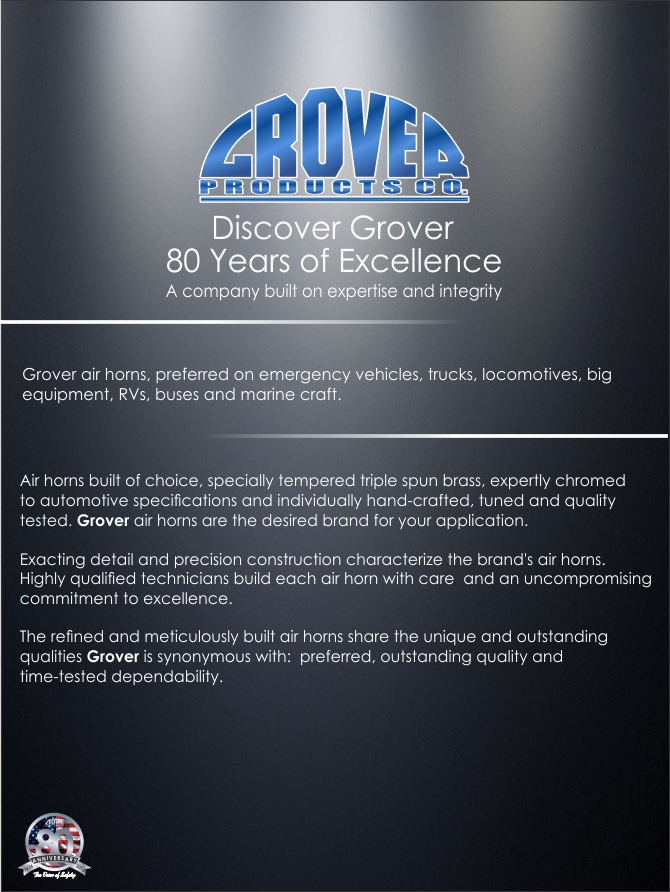 GROVER
PRODUCTS CO.
Discover Grover
80 Years of Excellence
A company built on expertise and integrity
Grover air horns, preferred on emergency vehicles, trucks, locomotives, big
equipment, RVs, buses and marine craft.
Air horns built of choice, specially tempered triple spun brass, expertly chromed
to automotive specifications and individually hand-crafted, tuned and quality
tested. Grover air horns are the desired brand for your application.
Exacting detail and precision construction characterize the brand's air horns.
Highly qualified technicians build each air horn with care  and an uncompromising
commitment to excellence.
The refined and meticulously built air horns share the unique and outstanding
qualities Grover is synonymous with:  preferred, outstanding quality and
time-tested dependability.
80
ANNIVERSARY
The Voice of Safety